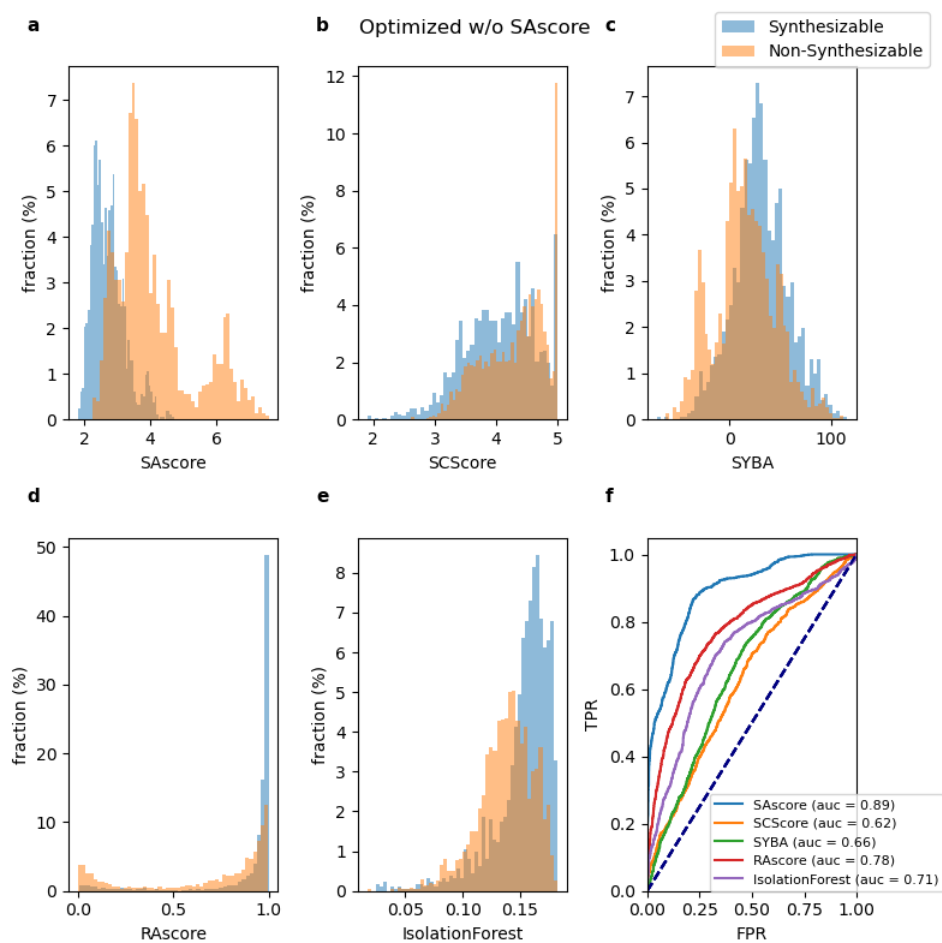 a
b
Optimized w/o SAscore
c
Synthesizable
Non-Synthesizable
fraction (%)
7
6
5
4
3
2
1
0
2
4
6
SAscore
fraction (%)
12
10
8
6
4
2
0
2
3
4
5
SCScore
fraction (%)
7
6
5
4
3
2
1
0
0
100
SYBA
d
e
f
fraction (%)
50
40
30
20
10
0
0.0
0.5
1.0
RAscore
fraction (%)
8
7
6
5
4
3
2
1
0
0.05
0.10
0.15
IsolationForest
TPR
1.0
0.8
0.6
0.4
0.2
0.0
SAscore (auc = 0.89)
SCScore (auc = 0.62)
SYBA (auc = 0.66)
RAscore (auc = 0.78)
IsolationForest (auc = 0.71)
0.00
0.25
0.50
0.75
1.00
FPR